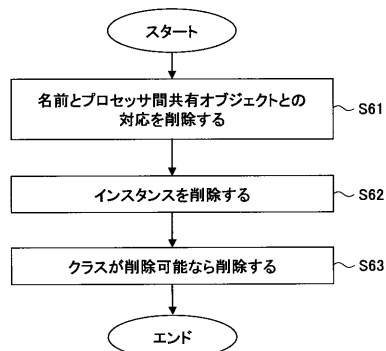 スタート
名前とプロセッサ間共有オブジェクトとの
対応を削除する
S61
インスタンスを削除する
S62
クラスが削除可能なら削除する
S63
エンド